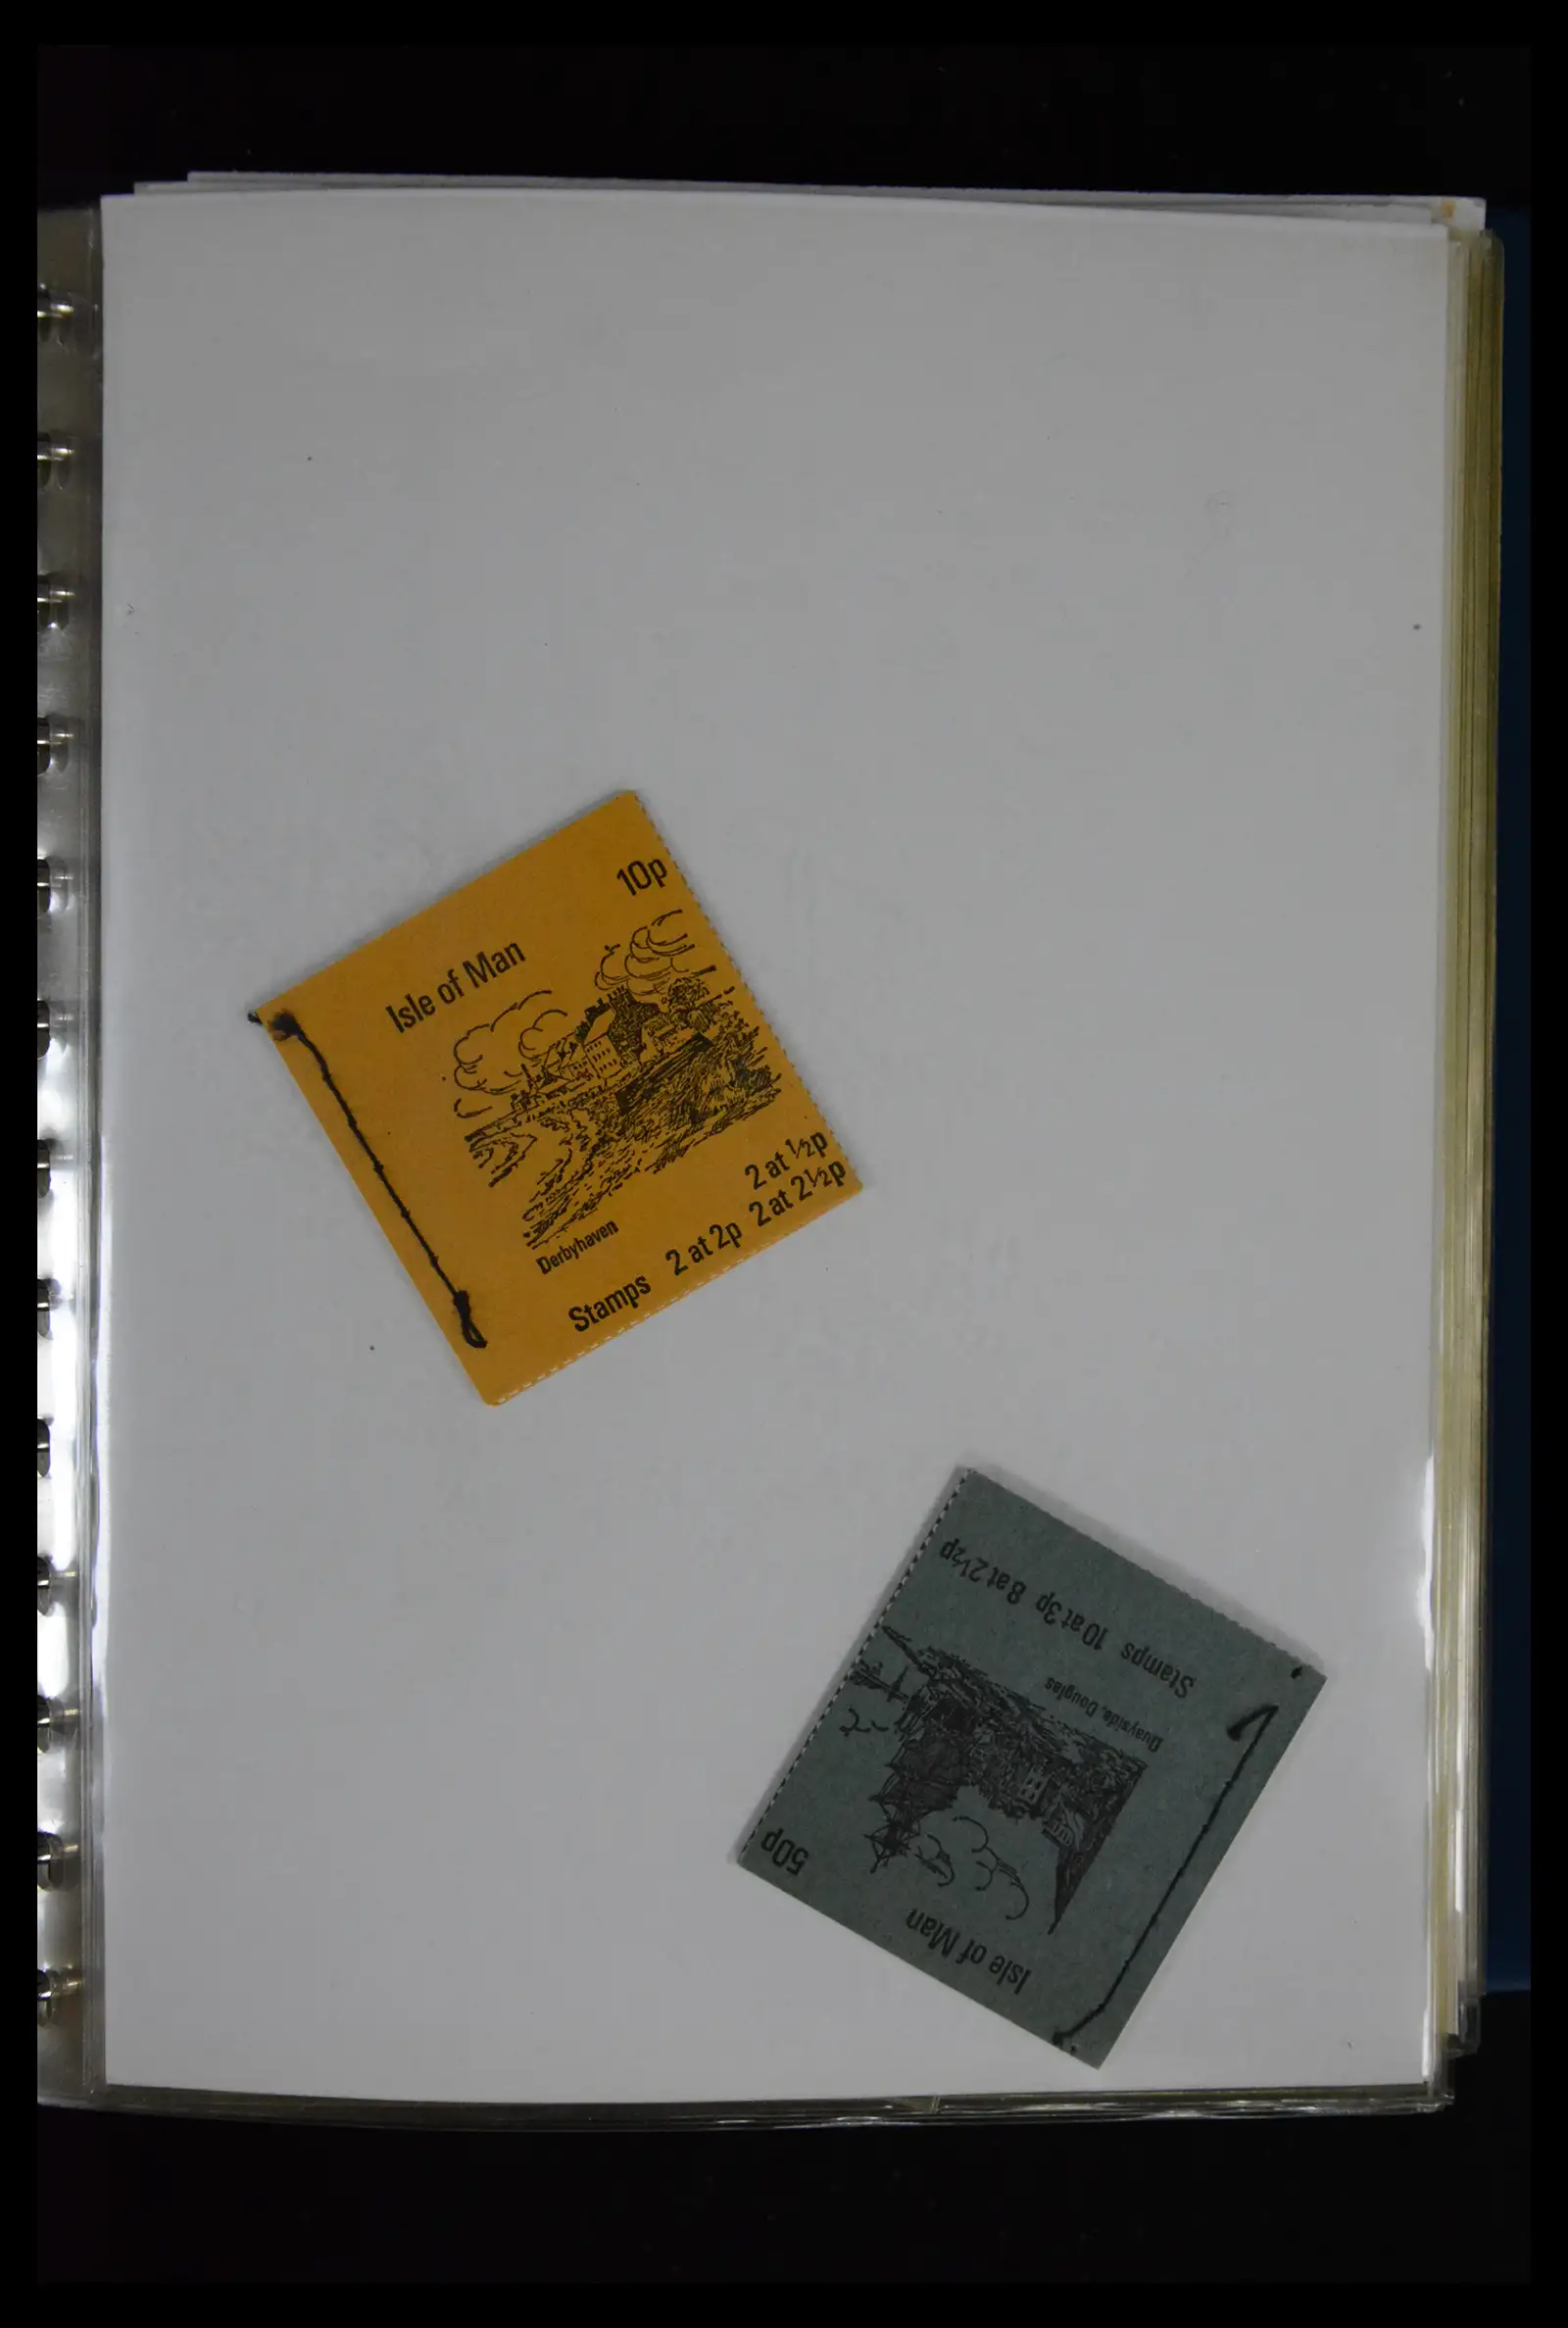 10p
Isle of Man
Derbyhaven
2 at ½p
Stamps 2 at 2p 2 at 2½p
Isle of Man
50p
Quayside, Douglas
Stamps 10 at 3p 8 at 2½p